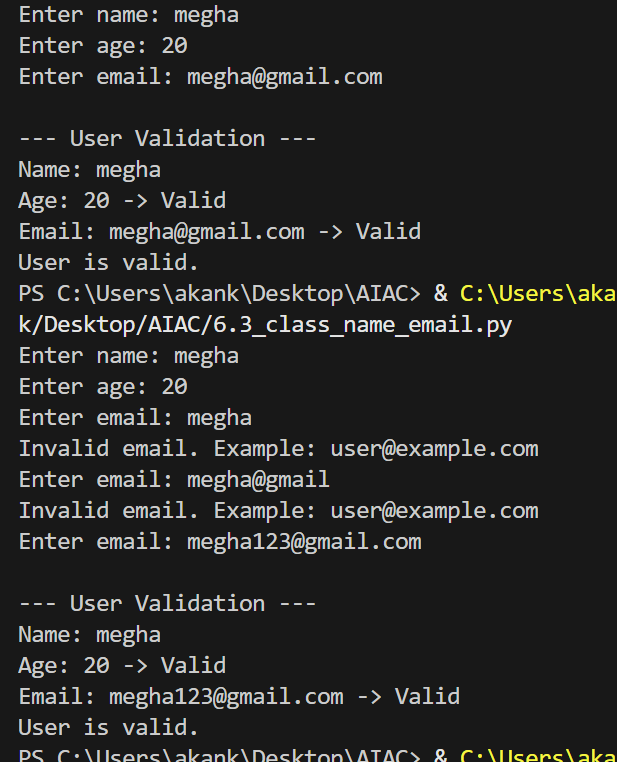 Enter name: megha
Enter age: 20
Enter email: megha@gmail.com
--- User Validation ---
Name: megha
Age: 20 -> Valid
Email: megha@gmail.com -> Valid
User is valid.
PS C:\Users\akank\Desktop\AIAC> & C:\Users\aka
k/Desktop/AIAC/6.3_class_name_email.py
Enter name: megha
Enter age: 20
Enter email: megha
Invalid email. Example: user@example.com
Enter email: megha@gmail
Invalid email. Example: user@example.com
Enter email: megha123@gmail.com
--- User Validation ---
Name: megha
Age: 20 -> Valid
Email: megha123@gmail.com -> Valid
User is valid.
PS C:\Users\akank\Desktop\AIAC> & C:\Users\aka